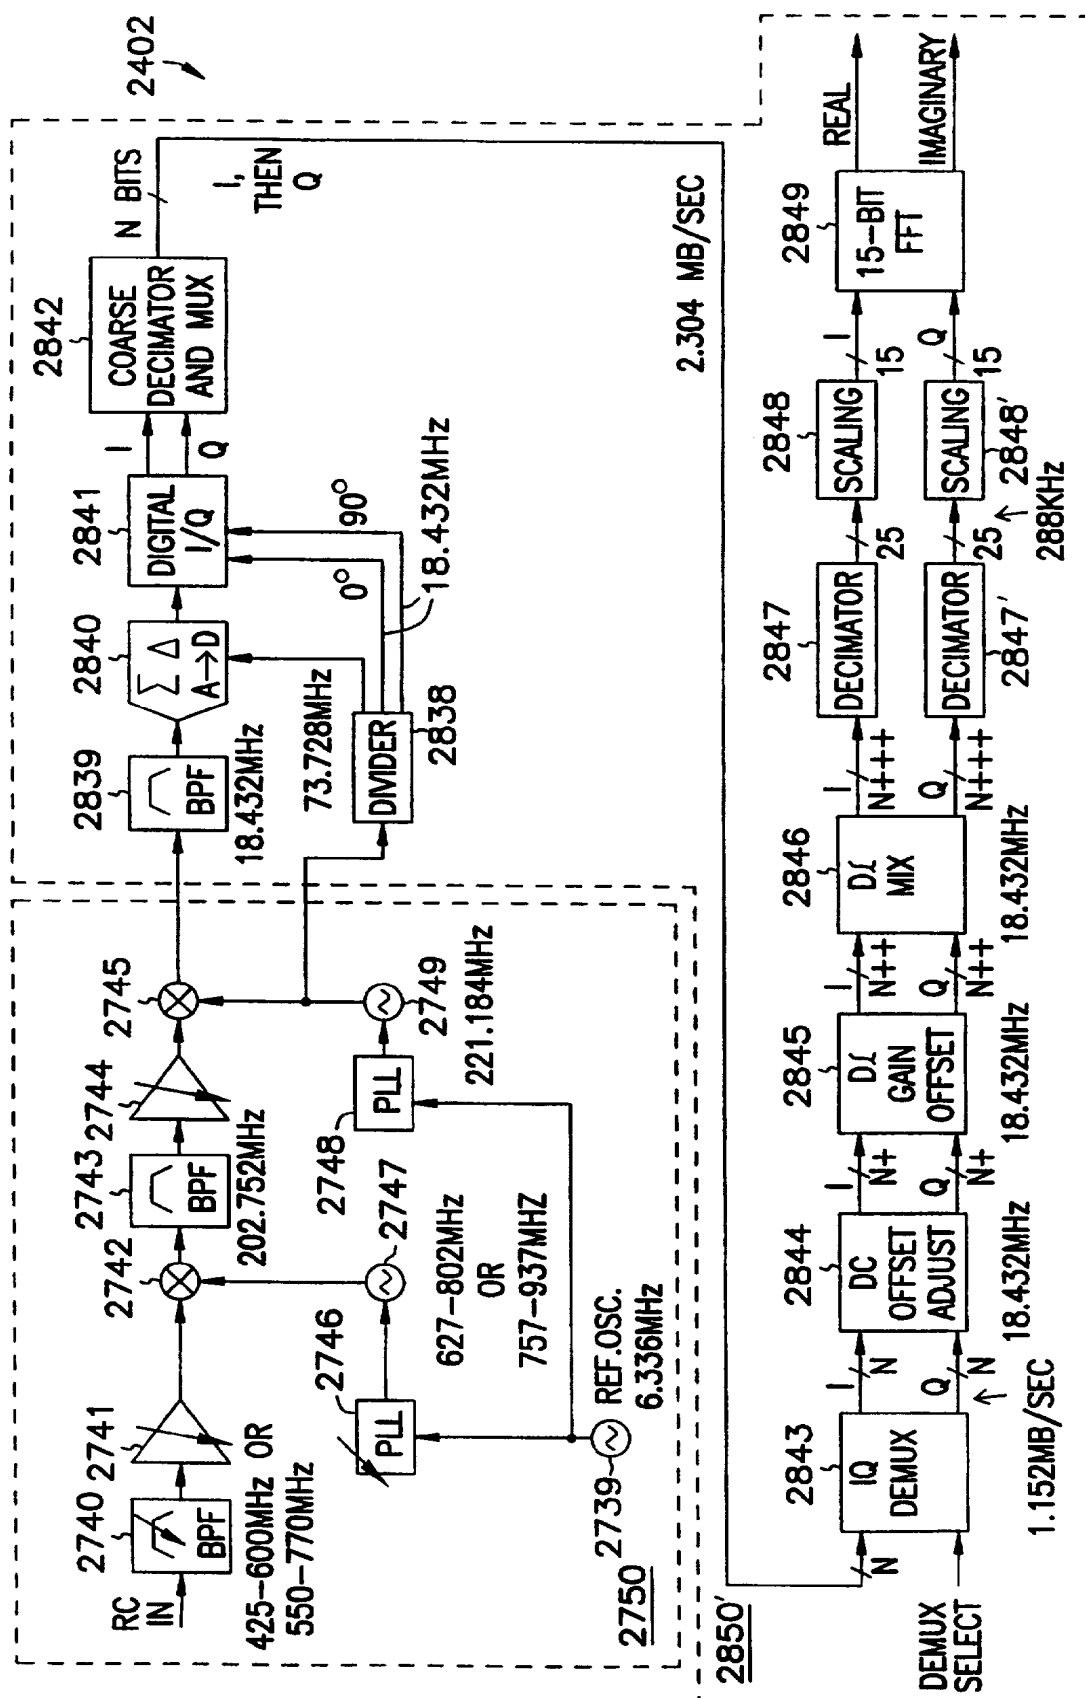 2402
RC
IN
2740
BPF
425-600MHz OR
550-770MHz
2741
2742
2743
BPF
202.752MHz
2744
2745
2746
PLL
2747
627-802MHz
OR
757-937MHZ
2748
PLL
2749
221.184MHz
2739
REF.OSC.
6.336MHz
2750
2839
BPF
18.432MHz
2840
Σ Δ
A→D
2841
DIGITAL
I/Q
I
Q
2842
COARSE
DECIMATOR
AND MUX
N BITS
I,
THEN
Q
73.728MHz
DIVIDER
2838
0°
90°
18.432MHz
2.304 MB/SEC
2850'
DEMUX
SELECT
N
2843
IQ
DEMUX
I
N
Q
N
1.152MB/SEC
2844
DC
OFFSET
ADJUST
18.432MHz
I
N+
Q
N+
2845
GAIN
OFFSET
18.432MHz
I
N++
Q
N++
2846
MIX
18.432MHz
I
N+++
Q
N+++
2847
DECIMATOR
25
DECIMATOR
2847'
25
288KHz
2848
SCALING
I
15
SCALING
2848'
Q
15
2849
15-BIT
FFT
REAL
IMAGINARY